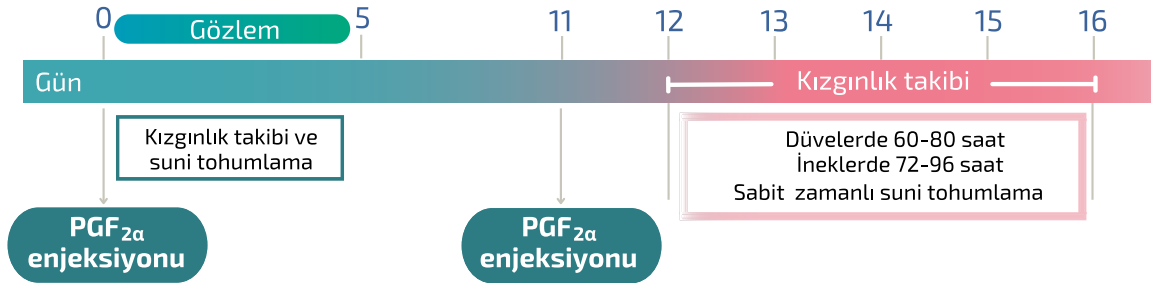 0 Gözlem 5 11 12 13 14 15 16
Gün Kızgınlık takibi
Kızgınlık takibi ve
suni tohumlama
Düvelerde 60-80 saat
İneklerde 72-96 saat
Sabit zamanlı suni tohumlama
PGF₂α
enjeksiyonu
PGF₂α
enjeksiyonu